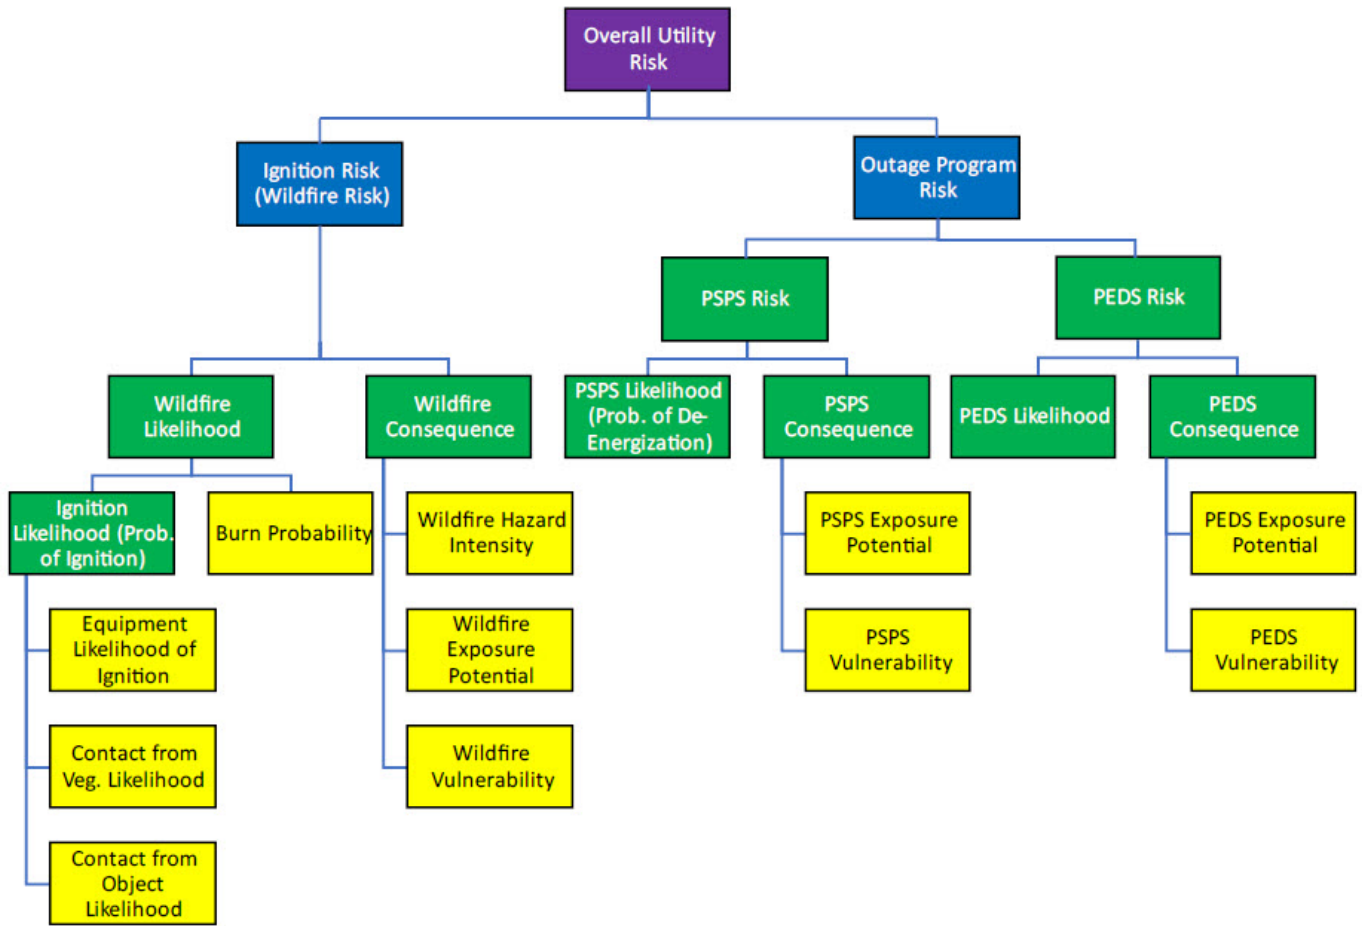 Overall Utility
Risk
Ignition Risk
(Wildfire Risk)
Outage Program
Risk
PSPS Risk
PEDS Risk
Wildfire
Likelihood
Wildfire
Consequence
PSPS Likelihood
(Prob. of De-
Energization)
PSPS
Consequence
PEDS Likelihood
PEDS
Consequence
Ignition
Likelihood (Prob.
of Ignition)
Burn Probability
Wildfire Hazard
Intensity
PSPS Exposure
Potential
PEDS Exposure
Potential
Equipment
Likelihood of
Ignition
Wildfire
Exposure
Potential
PSPS
Vulnerability
PEDS
Vulnerability
Contact from
Veg. Likelihood
Wildfire
Vulnerability
Contact from
Object
Likelihood